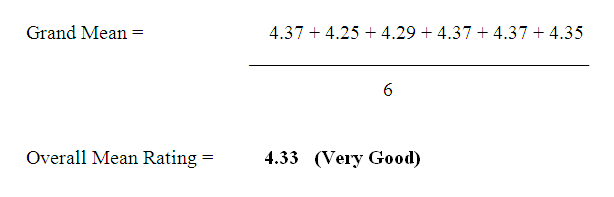 Grand Mean = 4.37 + 4.25 + 4.29 + 4.37 + 4.37 + 4.35
6
Overall Mean Rating = 4.33 (Very Good)